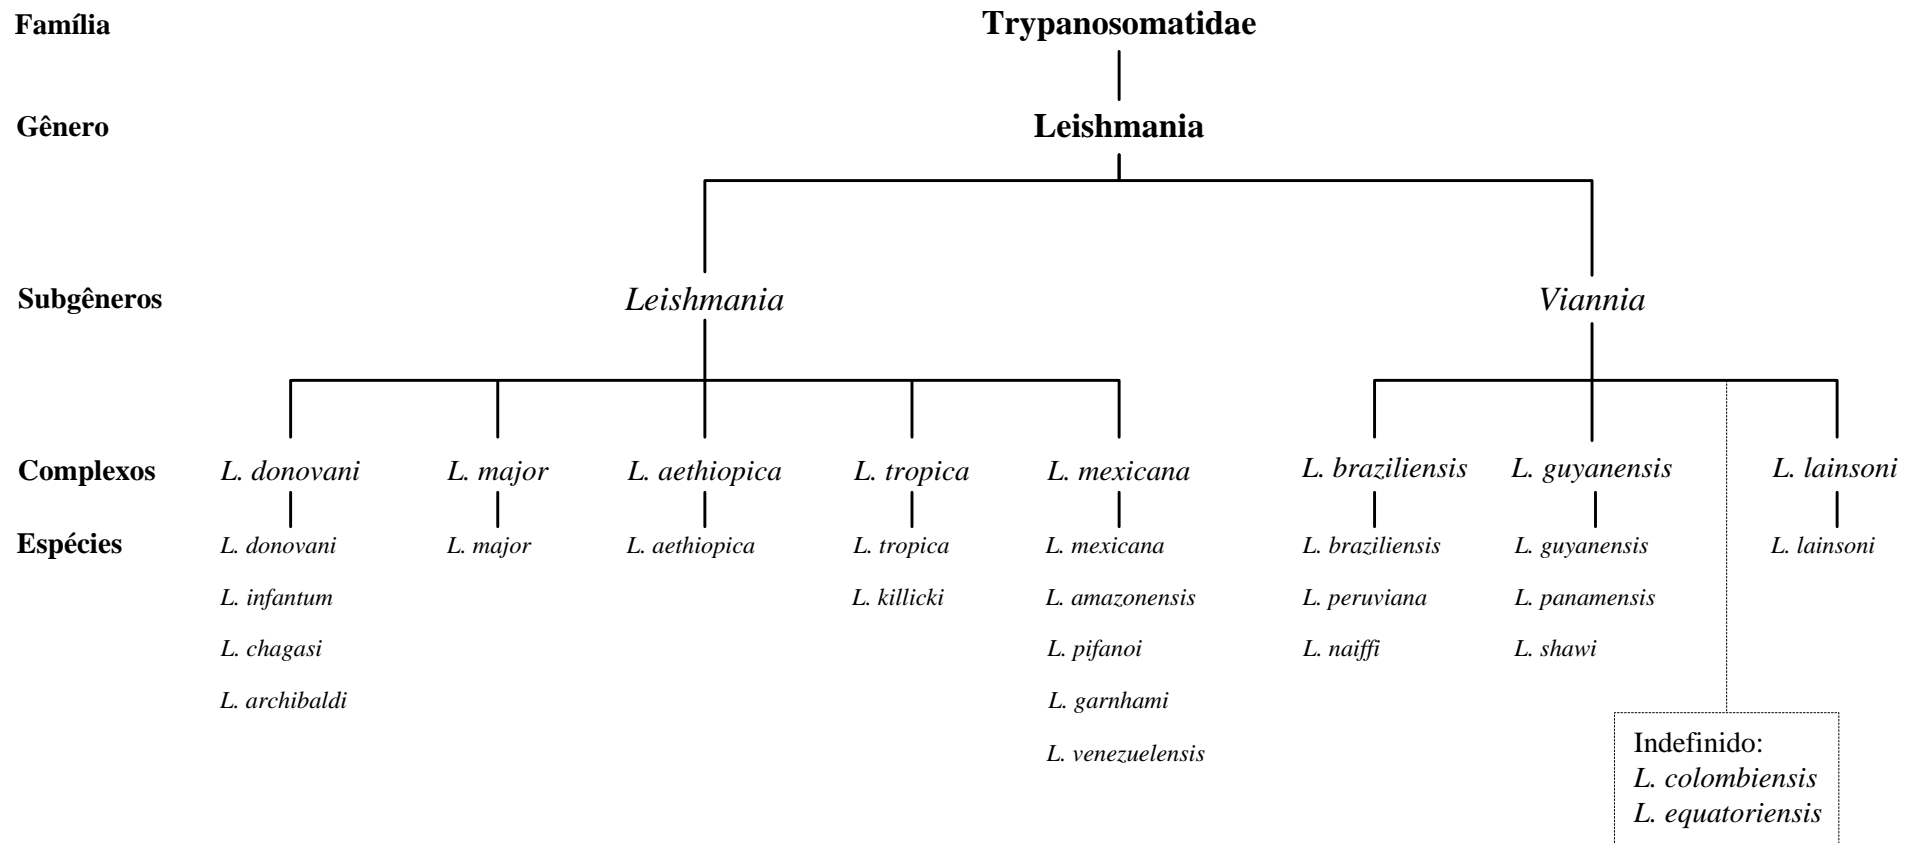 Família Trypanosomatidae
Gênero Leishmania
Subgêneros Leishmania Viannia
Complexos L. donovani L. major L. aethiopica L. tropica L. mexicana L. braziliensis L. guyanensis L. lainsoni
Espécies L. donovani L. major L. aethiopica L. tropica L. mexicana L. braziliensis L. guyanensis L. lainsoni
L. infantum L. killicki L. amazonensis L. peruviana L. panamensis
L. chagasi L. pifanoi L. naiffi L. shawi
L. archibaldi L. garnhami
L. venezuelensis
Indefinido:
L. colombiensis
L. equatoriensis